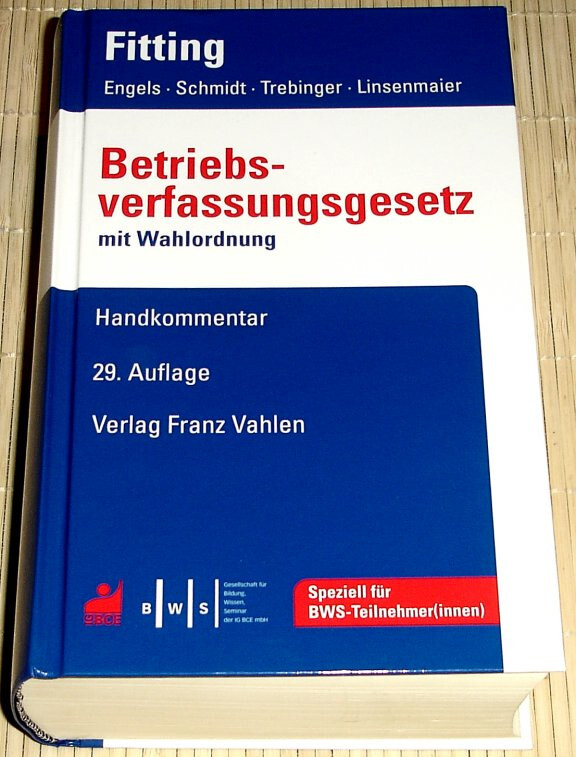 Fitting
Engels · Schmidt · Trebinger · Linsenmaier
Betriebs-
verfassungsgesetz
mit Wahlordnung
Handkommentar
29. Auflage
Verlag Franz Vahlen
IGBCE
B W S
Gesellschaft für
Bildung,
Wissen,
Seminar
der IG BCE mbH
Speziell für
BWS-Teilnehmer(innen)